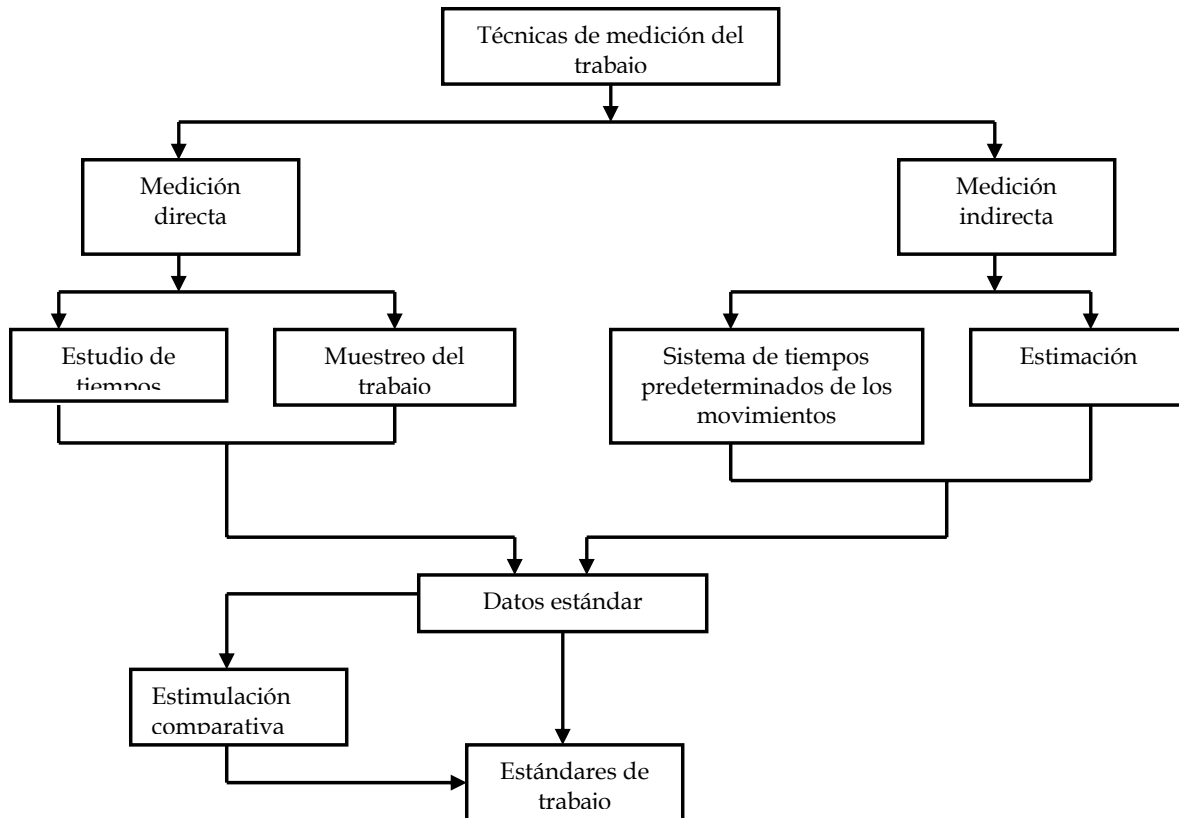 Técnicas de medición del
trabajo
Medición
directa
Medición
indirecta
Estudio de
tiempos
Muestreo del
trabajo
Sistema de tiempos
predeterminados de los
movimientos
Estimación
Datos estándar
Estimulación
comparativa
Estándares de
trabajo